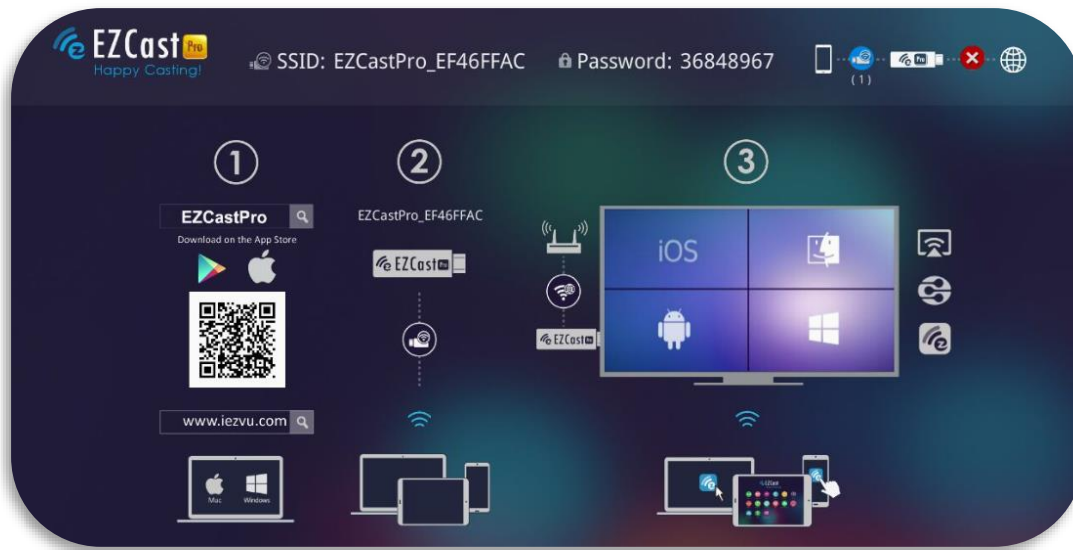 EZCast Pro
Happy Casting!
SSID: EZCastPro_EF46FFAC
Password: 36848967
(1)
1
2
3
EZCastPro
Download on the App Store
EZCastPro_EF46FFAC
EZCast Pro
EZCast Pro
iOS
www.iezvu.com
Mac
Windows
EZCast